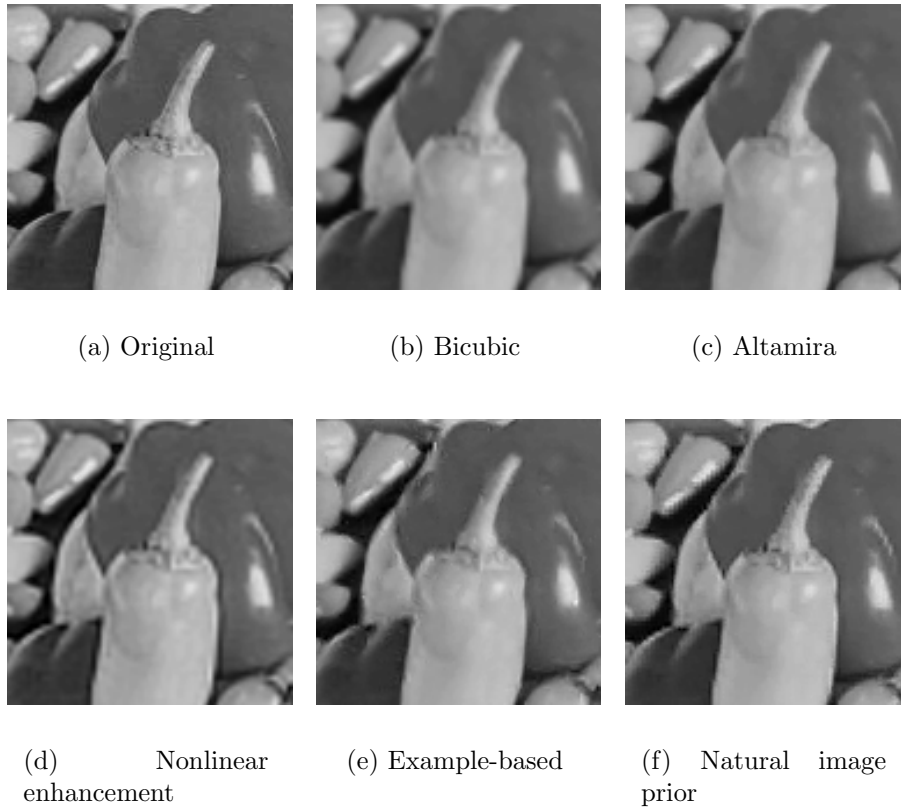 (a) Original
(b) Bicubic
(c) Altamira
(d) Nonlinear
enhancement
(e) Example-based
(f) Natural image
prior